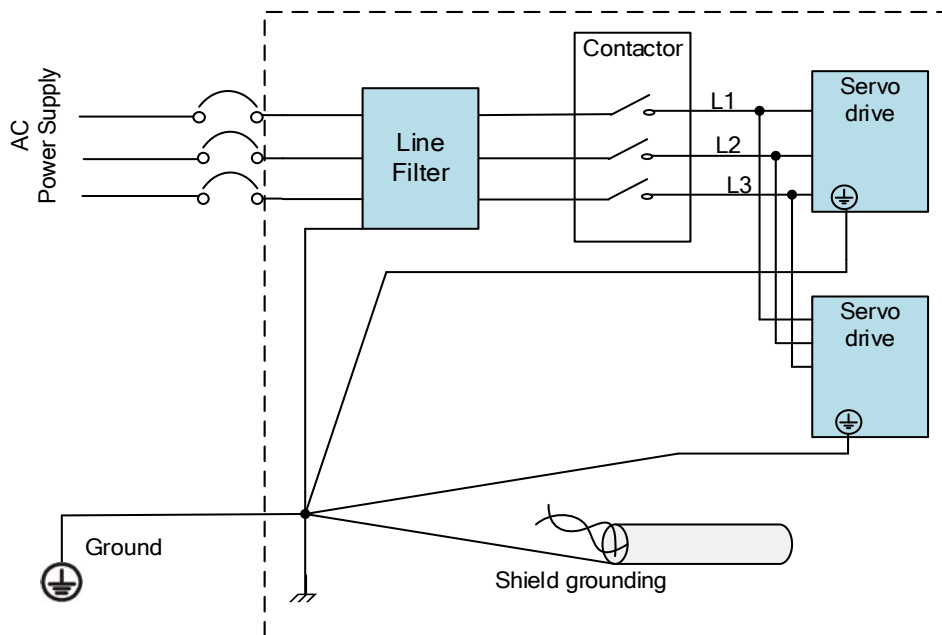 AC
Power Supply
Line
Filter
Contactor
L1
L2
L3
Servo
drive
Servo
drive
Ground
Shield grounding